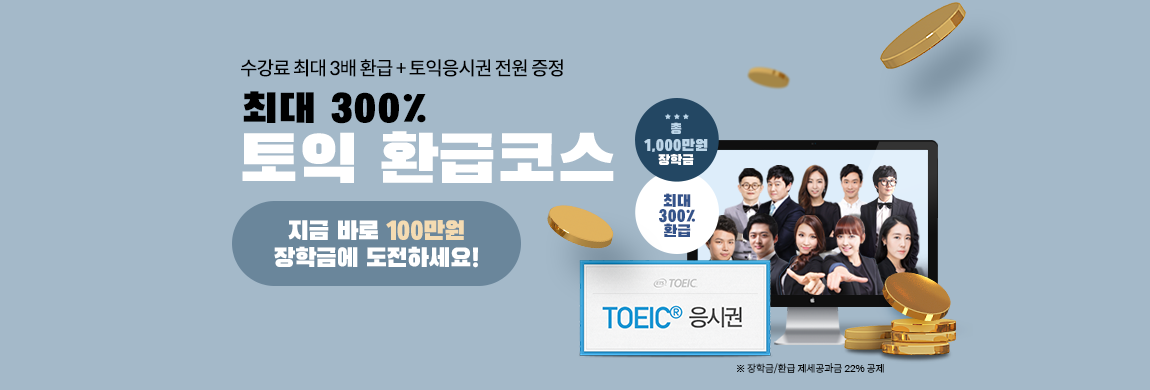 수강료 최대 3배 환급 + 토익응시권 전원 증정
최대 300%
토익 환급코스
지금 바로 100만원
장학금에 도전하세요!
총
1,000만원
장학금
최대
300%
환급
ETS TOEIC
TOEIC® 응시권
※ 장학금/환급 제세공과금 22% 공제